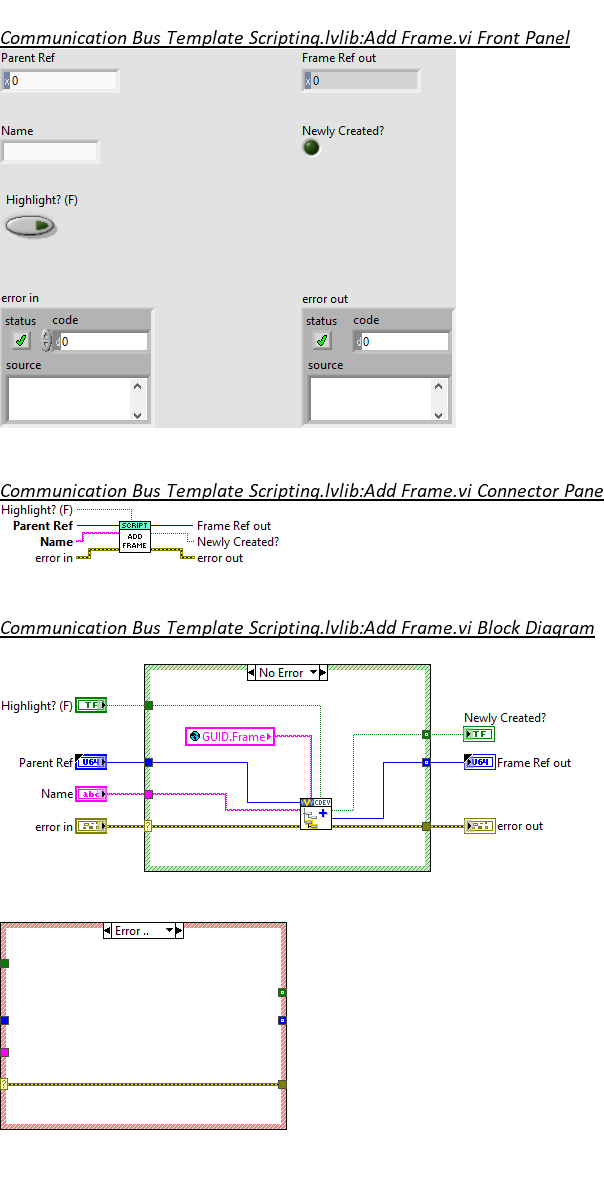 Communication Bus Template Scripting.lvlib:Add Frame.vi Front Panel
Parent Ref
Frame Ref out
x 0
x 0
Name
Newly Created?
Highlight? (F)
error in
error out
status code
status code
d 0
d 0
source
source
Communication Bus Template Scripting.lvlib:Add Frame.vi Connector Pane
Highlight? (F)
Parent Ref
SCRIPT
Frame Ref out
Name
ADD
FRAME
Newly Created?
error in
error out
Communication Bus Template Scripting.lvlib:Add Frame.vi Block Diagram
No Error
Highlight? (F)
TF
Newly Created?
GUID.Frame
TF
Parent Ref
U64
U64
Frame Ref out
Name
abc
CDEV
error in
?
error out
Error ..
?